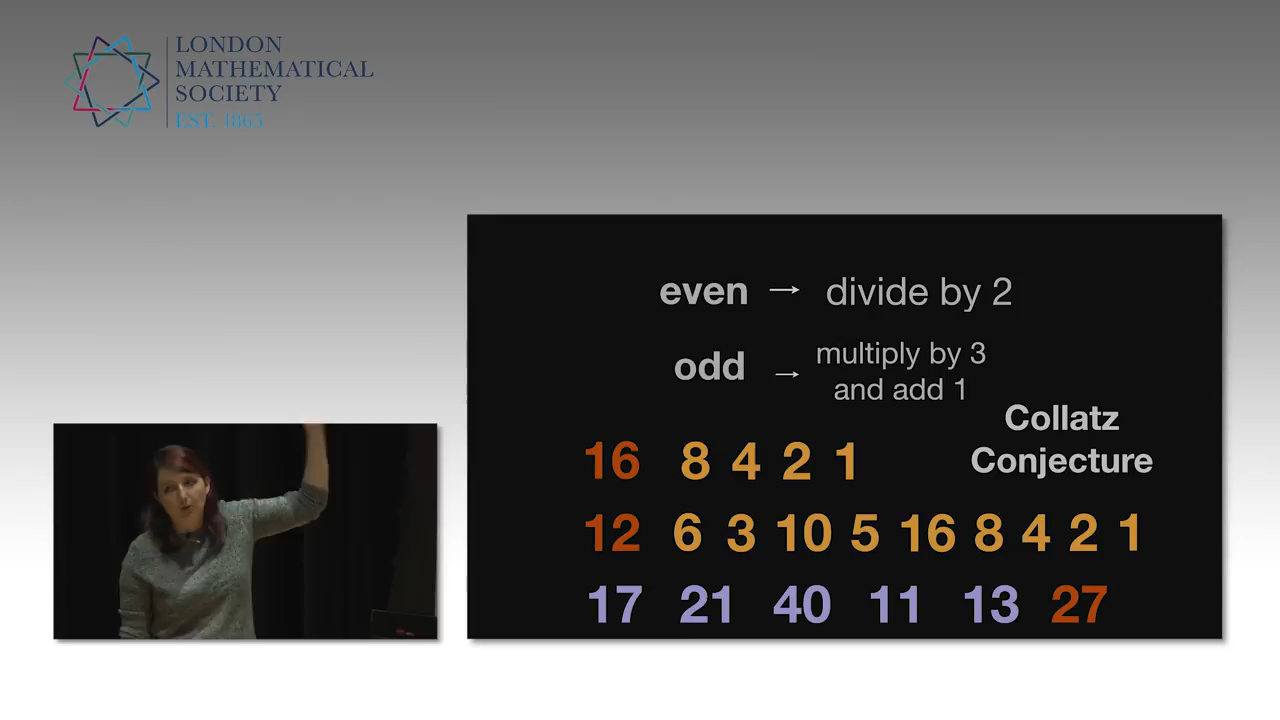 LONDON
MATHEMATICAL
SOCIETY
EST. 1865
even → divide by 2
odd → multiply by 3
and add 1
Collatz
Conjecture
16 8 4 2 1
12 6 3 10 5 16 8 4 2 1
17 21 40 11 13 27